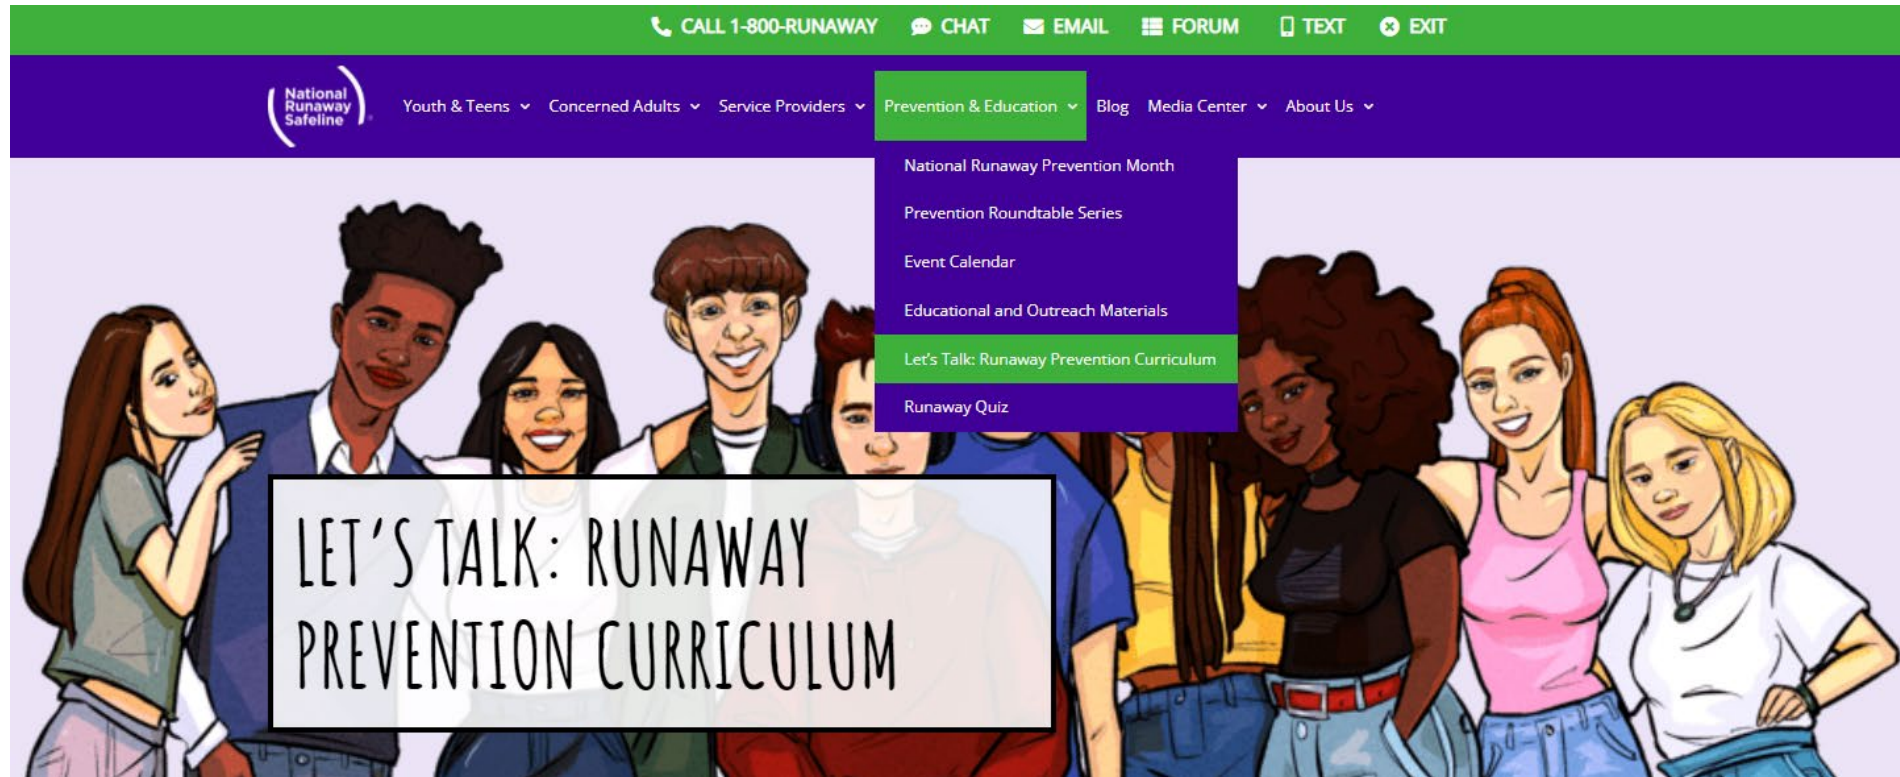 CALL 1-800-RUNAWAY CHAT EMAIL FORUM TEXT EXIT
National
Runaway
Safeline
Youth & Teens Concerned Adults Service Providers Prevention & Education Blog Media Center About Us
National Runaway Prevention Month
Prevention Roundtable Series
Event Calendar
Educational and Outreach Materials
Let's Talk: Runaway Prevention Curriculum
Runaway Quiz
LET'S TALK: RUNAWAY
PREVENTION CURRICULUM